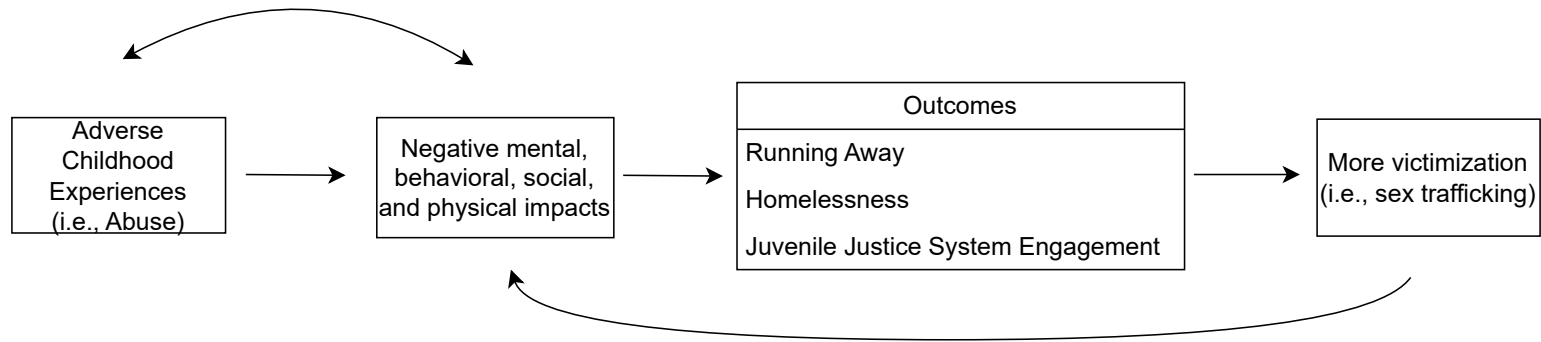 Adverse
Childhood
Experiences
(i.e., Abuse)
Negative mental,
behavioral, social,
and physical impacts
Outcomes
Running Away
Homelessness
Juvenile Justice System Engagement
More victimization
(i.e., sex trafficking)